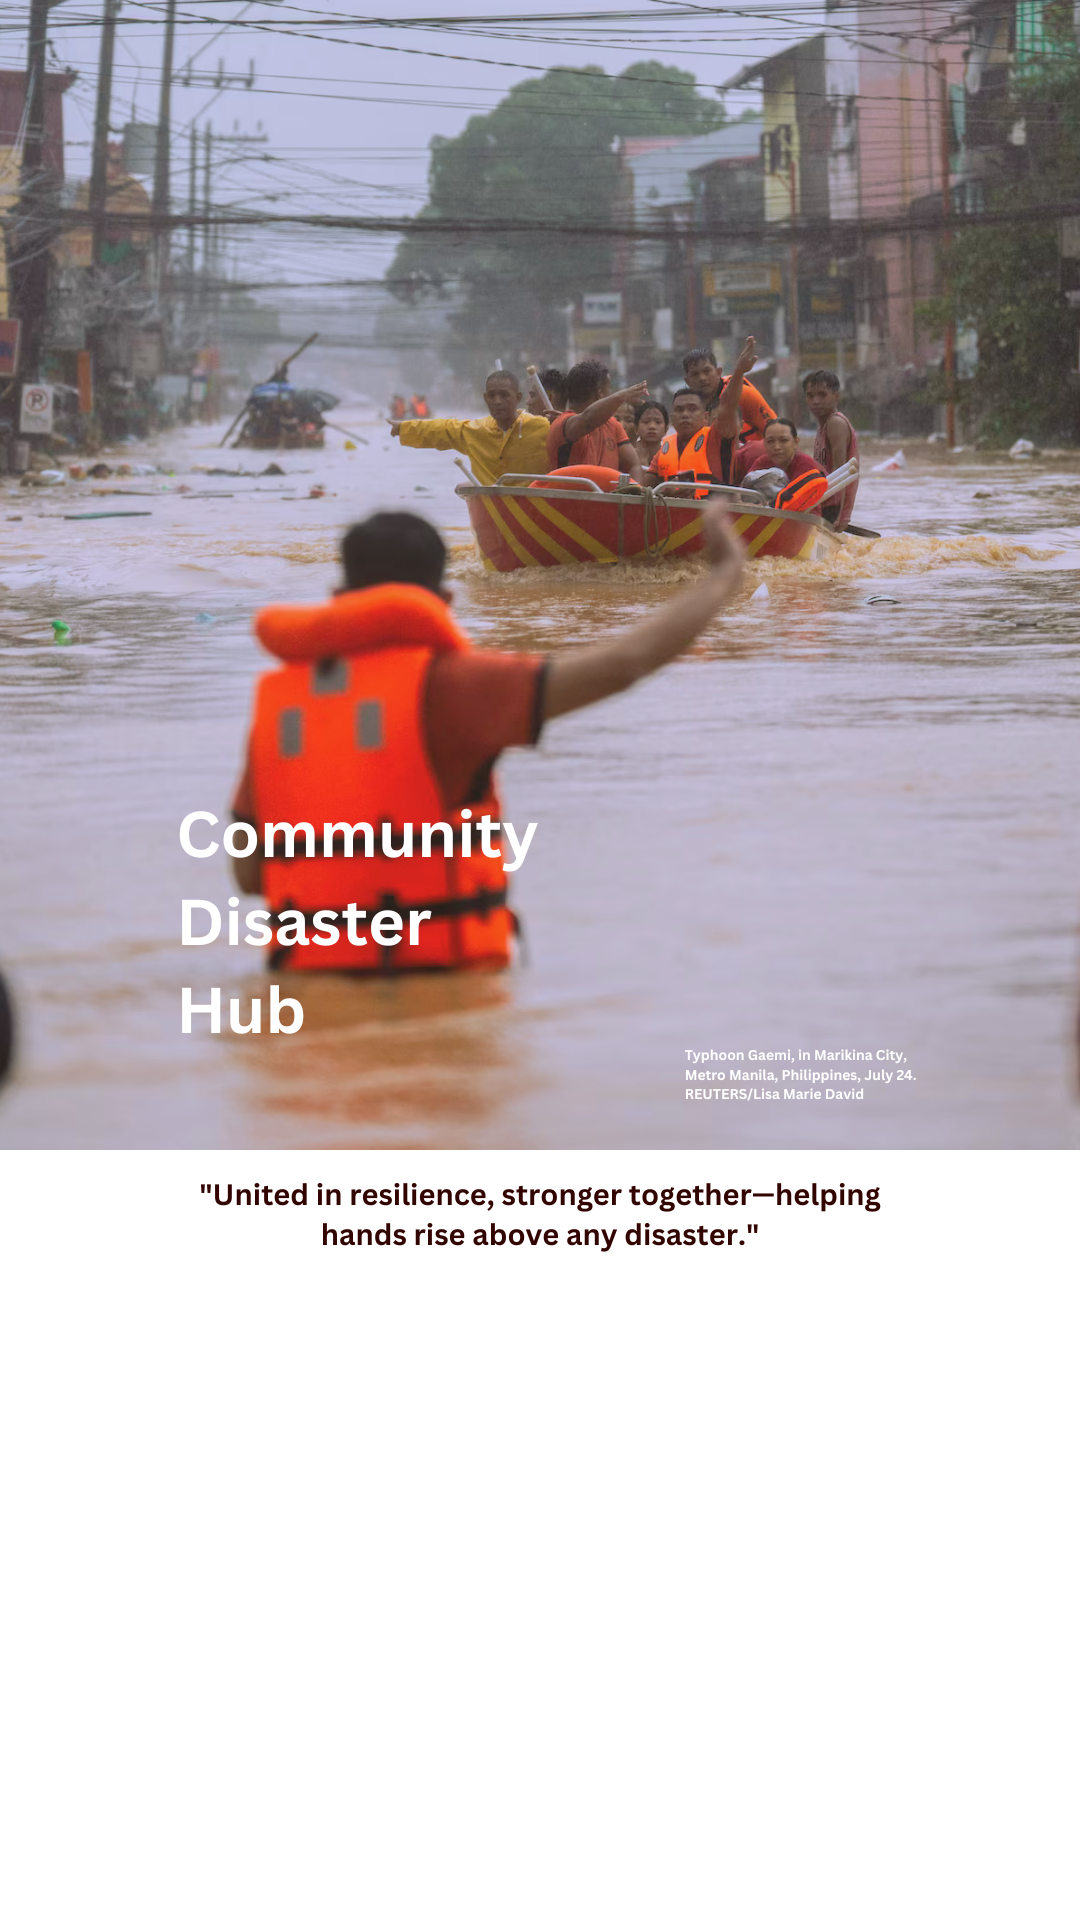 Community
Disaster
Hub
Typhoon Gaemi, in Marikina City,
Metro Manila, Philippines, July 24.
REUTERS/Lisa Marie David
"United in resilience, stronger together—helping
hands rise above any disaster."